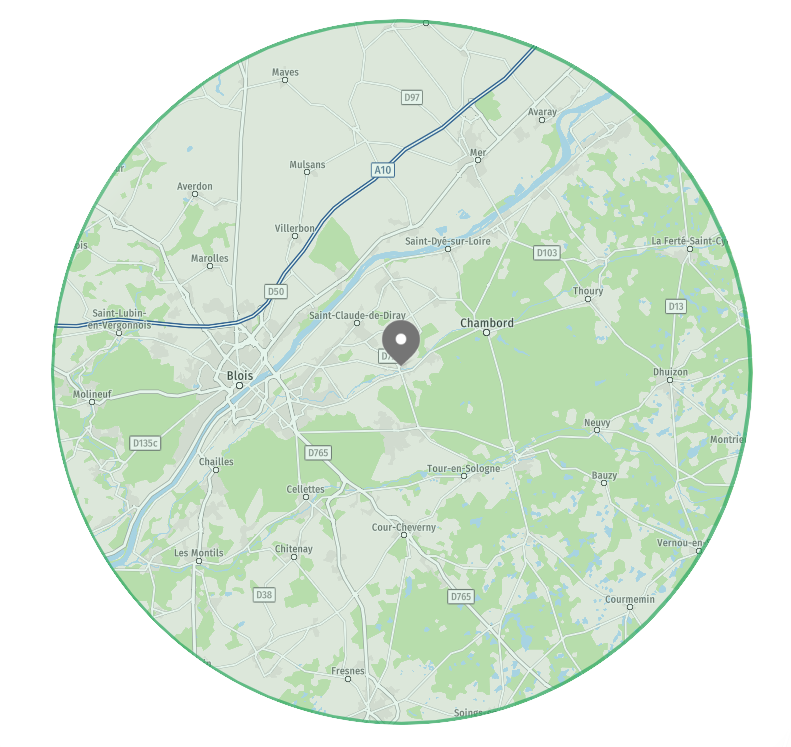 Maves
D97
Avaray
Mer
Mulsans
A10
Averdon
Villerbon
Saint-Dyé-sur-Loire
La Ferté-Saint-Cy
D103
Marolles
D50
Thoury
D13
Saint-Lubin-
en-Vergonnois
Saint-Claude-de-Diray
Chambord
Blois
Dhuizon
Molineuf
Neuvy
D135c
D765
Montrie
Chailles
Tour-en-Sologne
Bauzy
Cellettes
Cour-Cheverny
Les Montils
Chitenay
Vernou-en-
D38
D765
Courmemin
Fresnes
Soings-